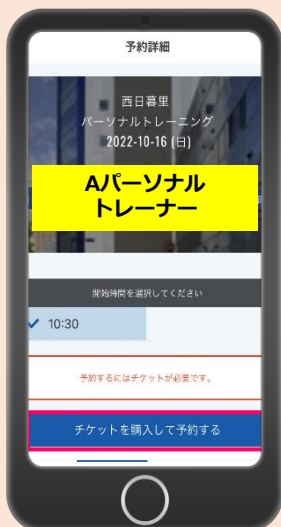 予約詳細
西日暮里
パーソナルトレーニング
2022-10-16 (日)
Aパーソナル
トレーナー
開始時間を選択してください
10:30
予約するにはチケットが必要です。
チケットを購入して予約する